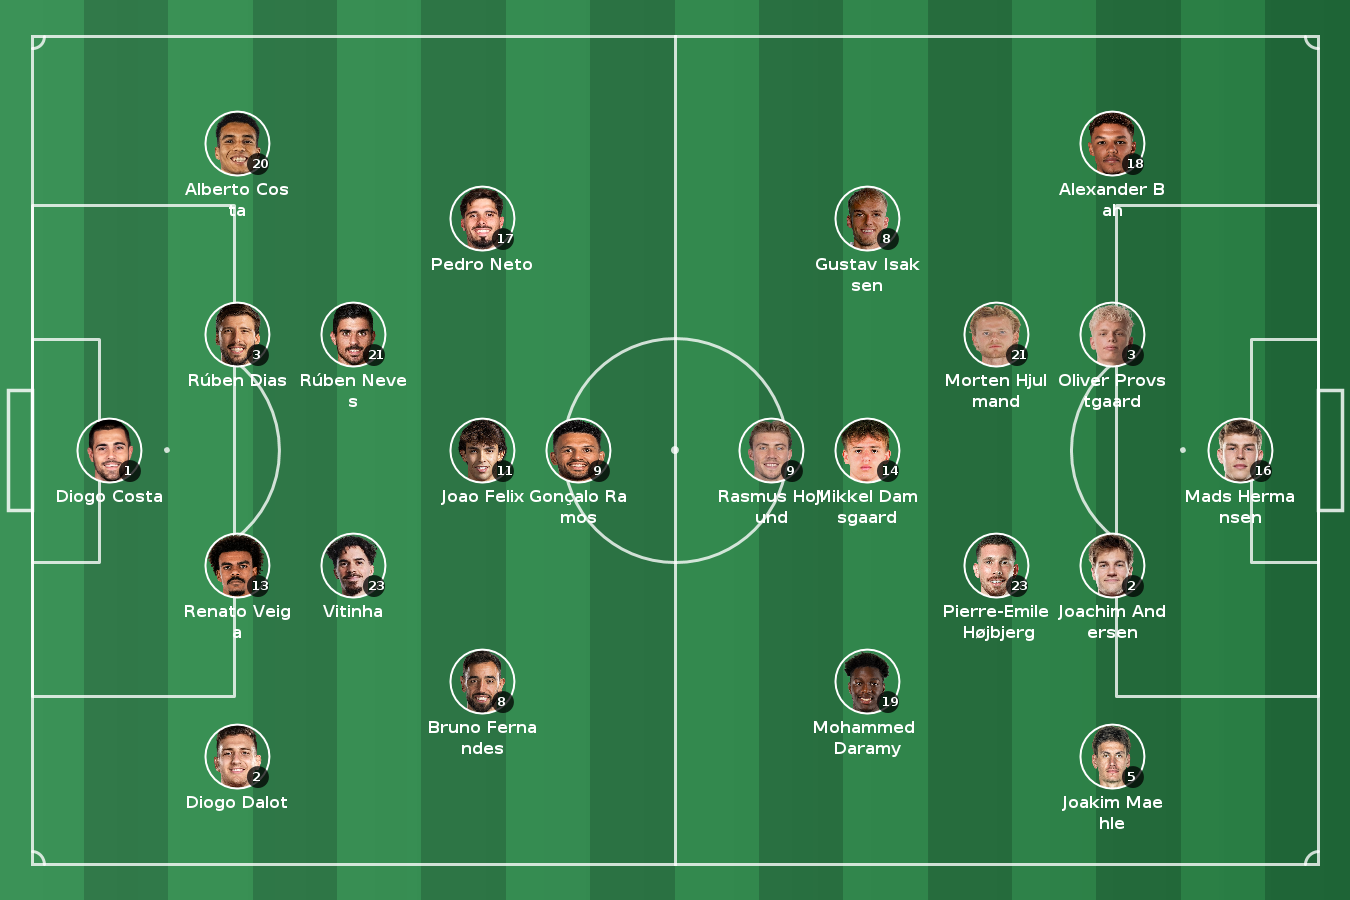 20
Alberto Cos
ta
18
Alexander B
an
17
Pedro Neto
8
Gustav Isak
sen
3
Rúben Dias
21
Rúben Neve
s
21
Morten Hjul
mand
3
Oliver Provs
tgaard
1
Diogo Costa
11
Joao Felix
9
Gonçalo Ra
mos
9
Rasmus Hojl
und
14
Mikkel Dam
sgaard
16
Mads Herma
nsen
13
Renato Veig
a
23
Vitinha
23
Pierre-Emile
Højbjerg
2
Joachim And
ersen
8
Bruno Ferna
ndes
19
Mohammed
Daramy
2
Diogo Dalot
5
Joakim Mae
hle